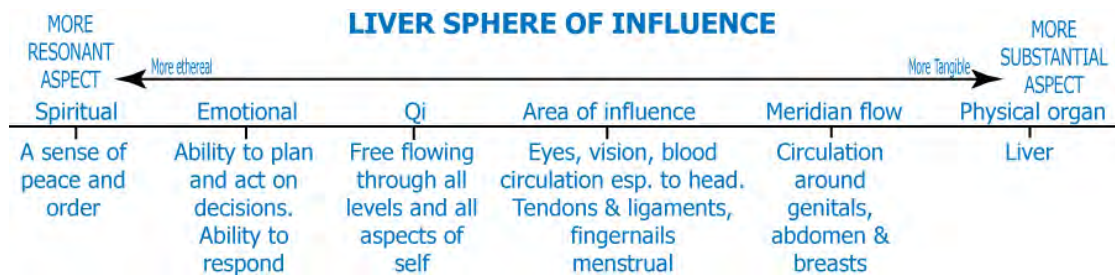 LIVER SPHERE OF INFLUENCE
MORE
RESONANT
ASPECT
More ethereal
More Tangible
MORE
SUBSTANTIAL
ASPECT
Spiritual
Emotional
Qi
Area of influence
Meridian flow
Physical organ
A sense of
peace and
order
Ability to plan
and act on
decisions.
Ability to
respond
Free flowing
through all
levels and all
aspects of
self
Eyes, vision, blood
circulation esp. to head.
Tendons & ligaments,
fingernails
menstrual
Circulation
around
genitals,
abdomen &
breasts
Liver